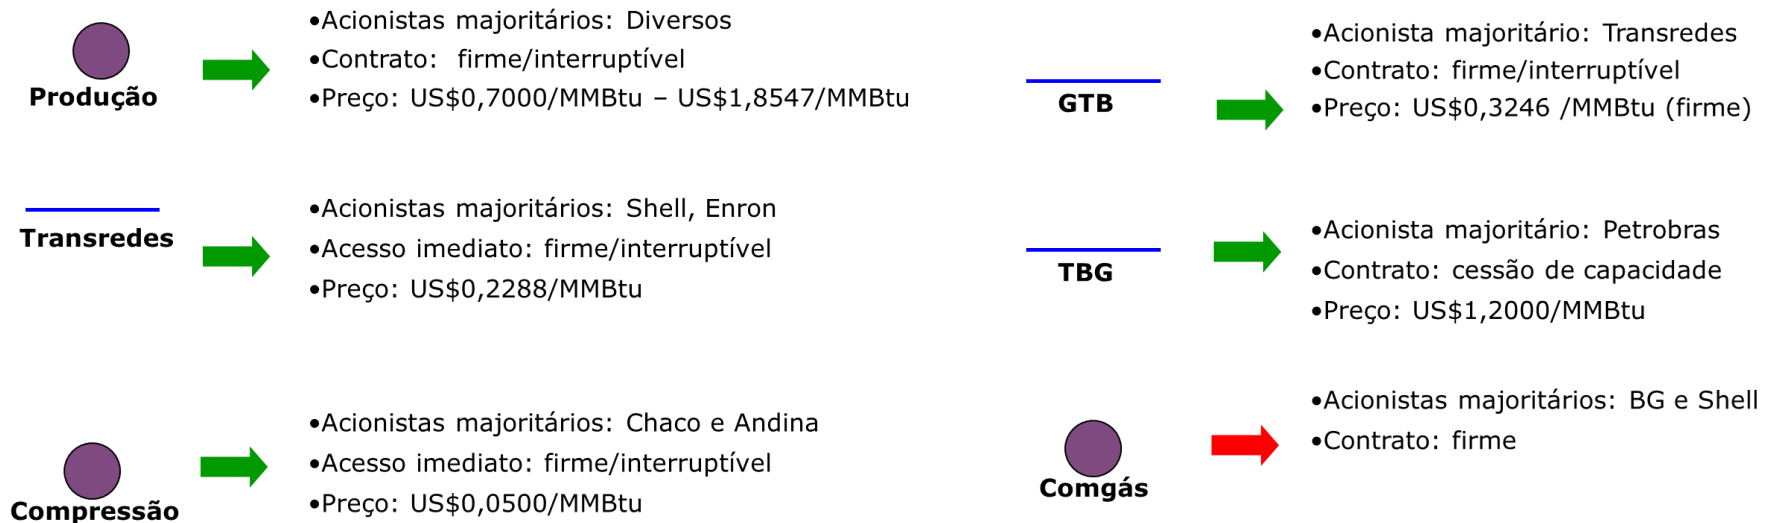 Produção
•Acionistas majoritários: Diversos
•Contrato: firme/interruptível
•Preço: US$0,7000/MMBtu – US$1,8547/MMBtu
Transredes
•Acionistas majoritários: Shell, Enron
•Acesso imediato: firme/interruptível
•Preço: US$0,2288/MMBtu
Compressão
•Acionistas majoritários: Chaco e Andina
•Acesso imediato: firme/interruptível
•Preço: US$0,0500/MMBtu
GTB
•Acionista majoritário: Transredes
•Contrato: firme/interruptível
•Preço: US$0,3246 /MMBtu (firme)
TBG
•Acionista majoritário: Petrobras
•Contrato: cessão de capacidade
•Preço: US$1,2000/MMBtu
Comgás
•Acionistas majoritários: BG e Shell
•Contrato: firme